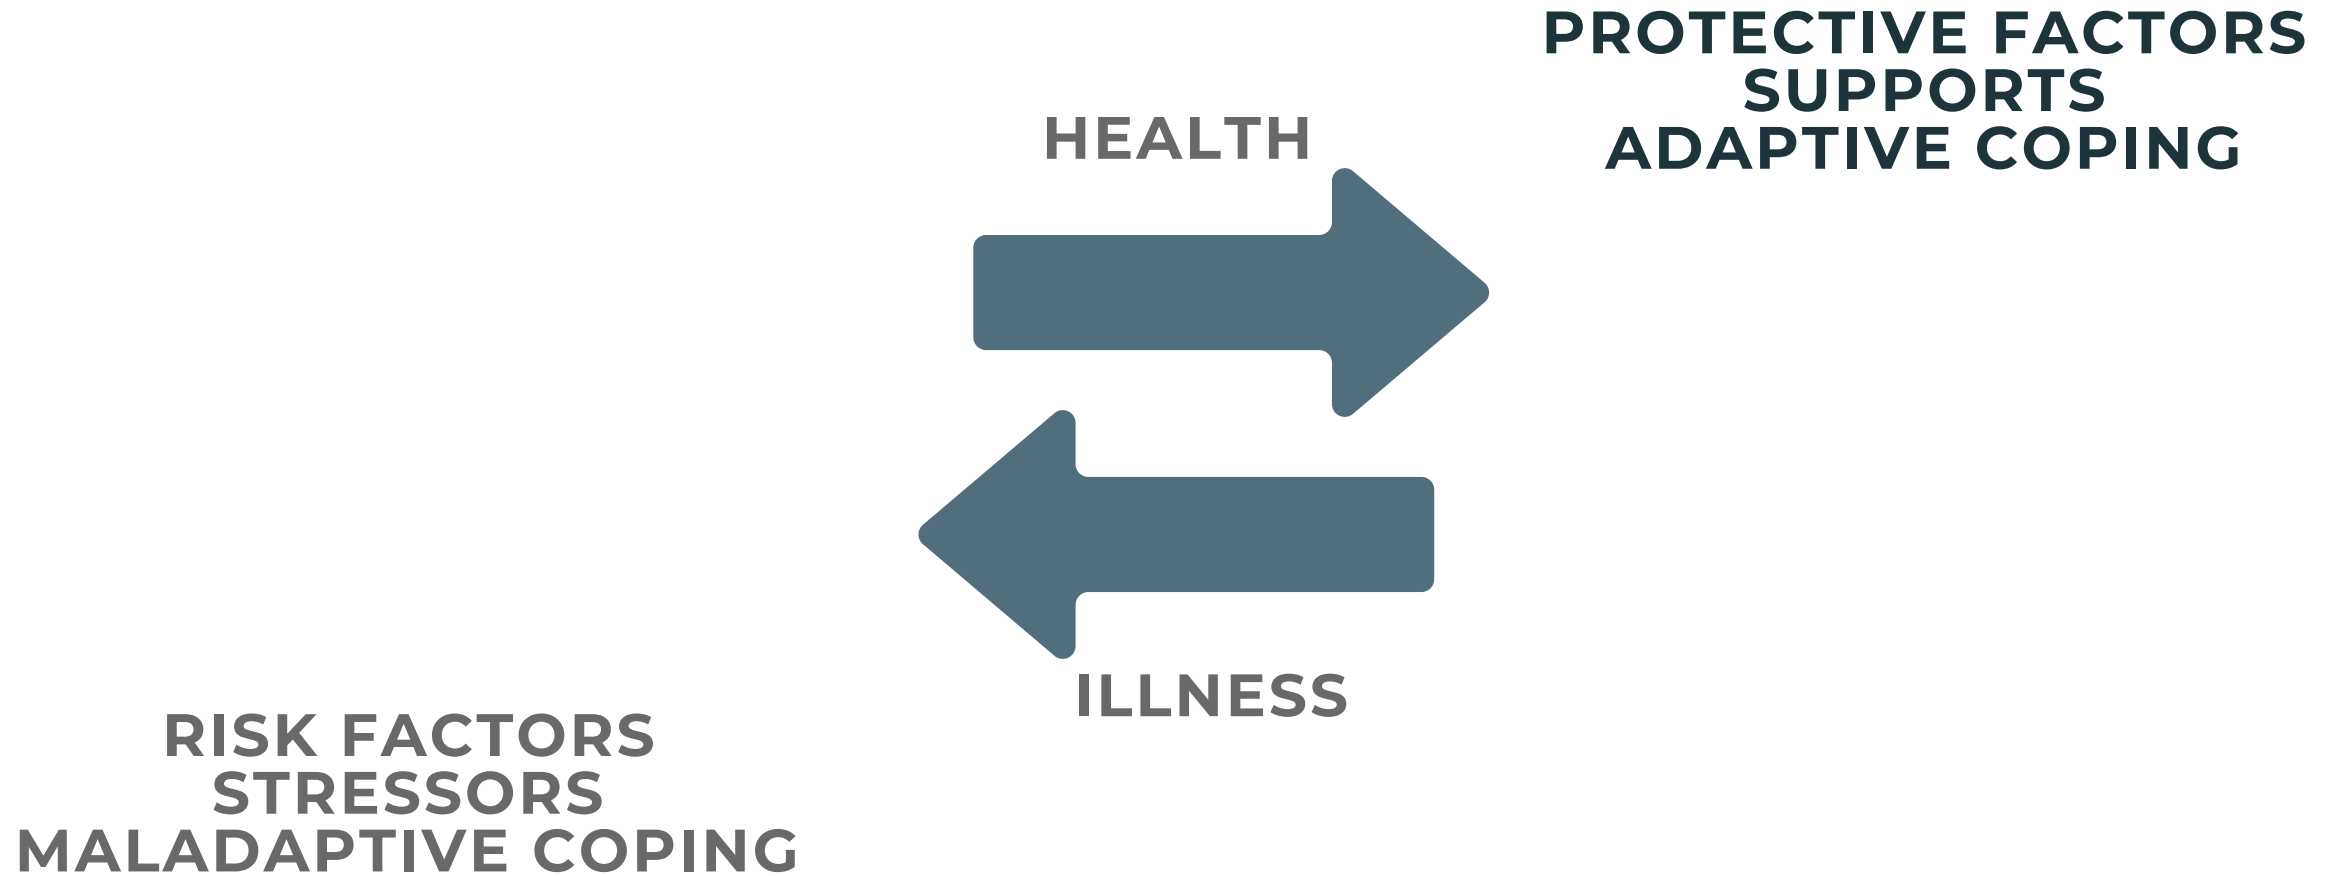 PROTECTIVE FACTORS
SUPPORTS
ADAPTIVE COPING
HEALTH
ILLNESS
RISK FACTORS
STRESSORS
MALADAPTIVE COPING